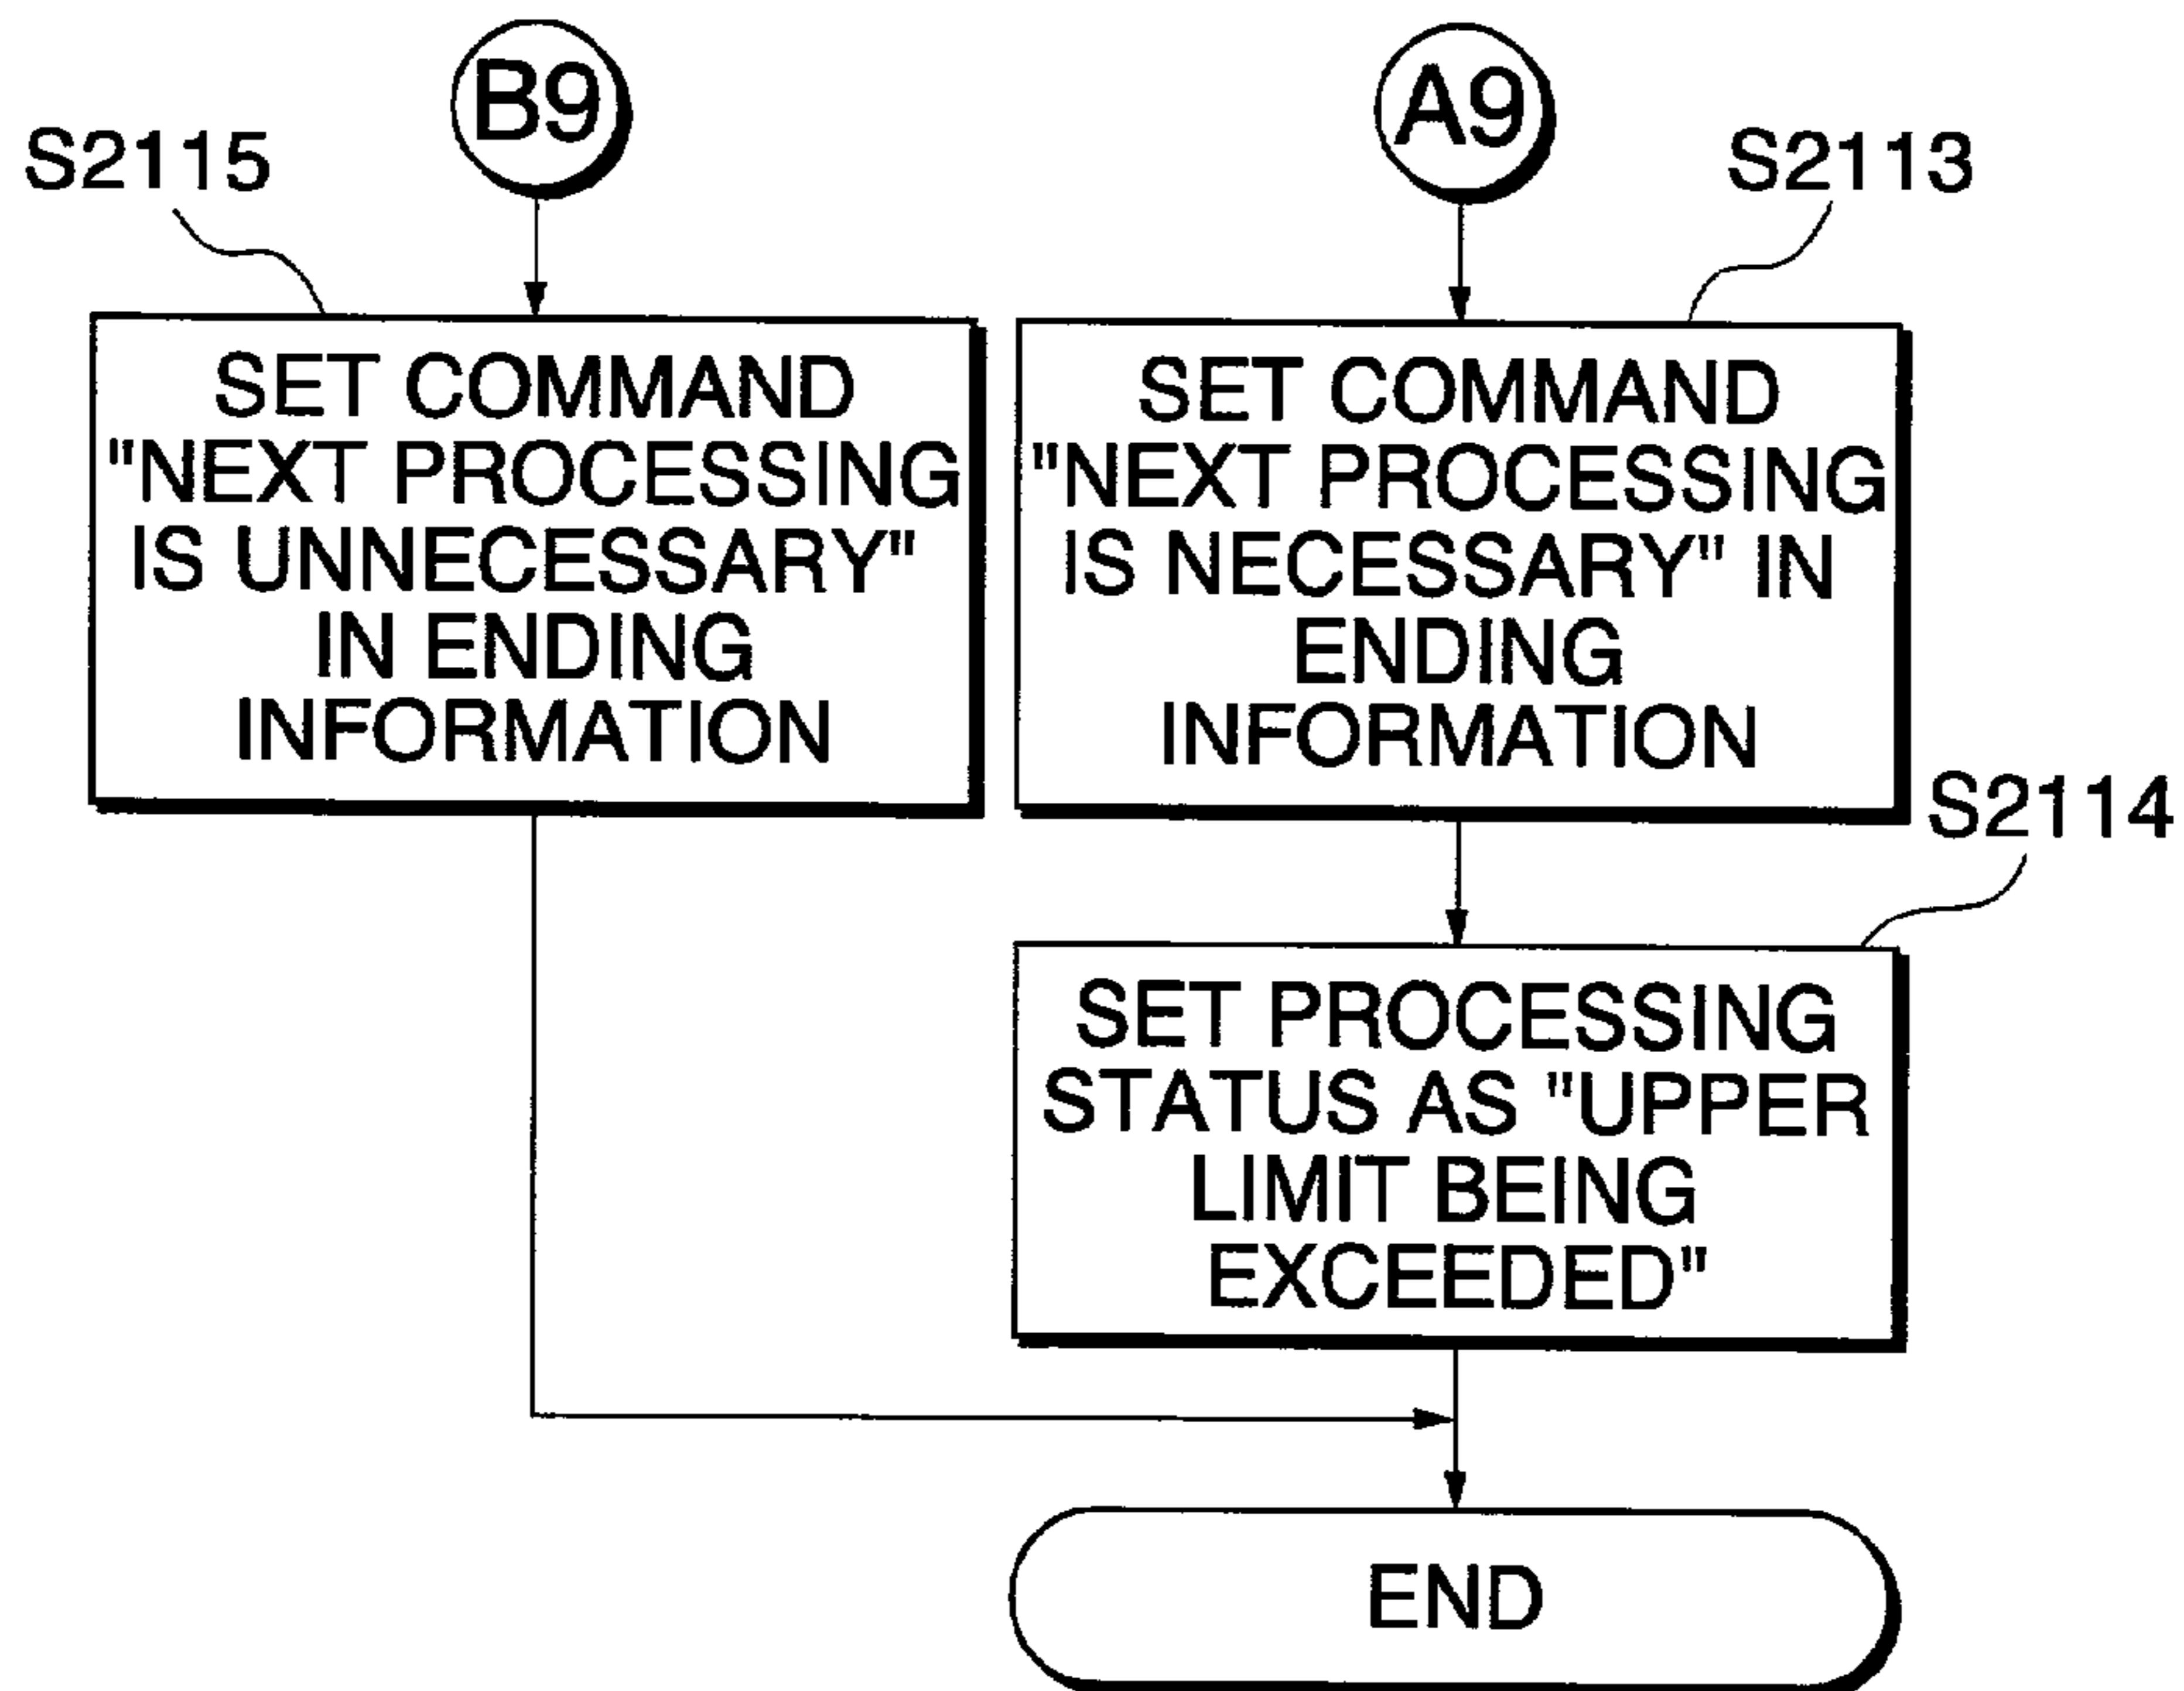 B9
A9
S2115
S2113
SET COMMAND
"NEXT PROCESSING
IS UNNECESSARY"
IN ENDING
INFORMATION
SET COMMAND
"NEXT PROCESSING
IS NECESSARY" IN
ENDING
INFORMATION
S2114
SET PROCESSING
STATUS AS "UPPER
LIMIT BEING
EXCEEDED"
END